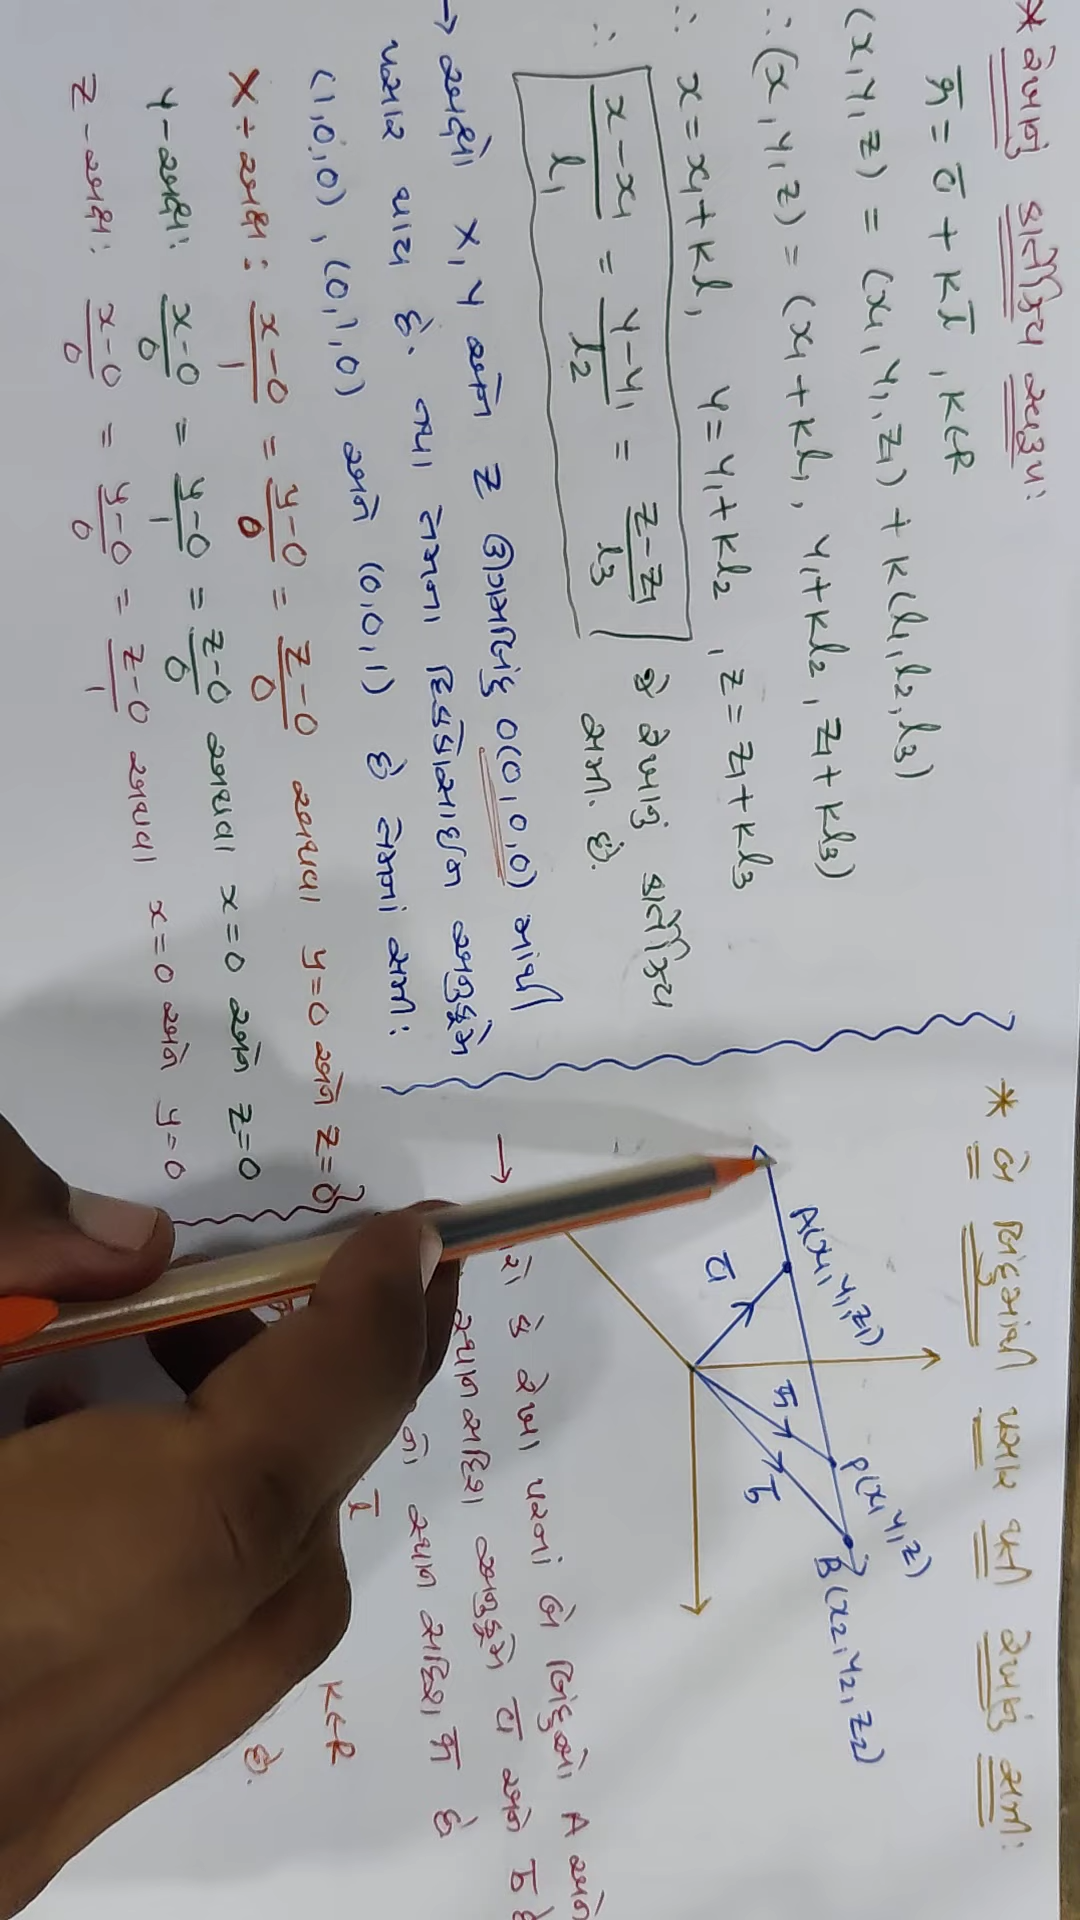 * રેખાનું કાર્તેઝિય સ્વરૂપ:
r̅ = a̅ + kl̅, k∈R
(x, y, z) = (x₁, y₁, z₁) + k(l₁, l₂, l₃)
∴ (x, y, z) = (x₁ + kl₁, y₁ + kl₂, z₁ + kl₃)
∴ x = x₁ + kl₁ y = y₁ + kl₂, z = z₁ + kl₃
∴ (x - x₁)/l₁ = (y - y₁)/l₂ = (z - z₁)/l₃ જે રેખાનું કાર્તેઝિય
સમી. છે.
→ અક્ષો X, Y અને Z ઊગમબિંદુ O(0, 0, 0) માંથી
પસાર થાય છે. તથા તેમના દિક્ગુણોત્તર અનુક્રમે
(1, 0, 0), (0, 1, 0) અને (0, 0, 1) છે તેમનાં સમી:
X-અક્ષ: (x - 0)/1 = (y - 0)/0 = (z - 0)/0 અથવા y = 0 અને z = 0
Y-અક્ષ: (x - 0)/0 = (y - 0)/1 = (z - 0)/0 અથવા x = 0 અને z = 0
Z-અક્ષ: (x - 0)/0 = (y - 0)/0 = (z - 0)/1 અથવા x = 0 અને y = 0
* બે બિંદુમાંથી પસાર થતી રેખાનું સમી:
A(x₁, y₁, z₁)
P(x, y, z)
B(x₂, y₂, z₂)
a̅
r̅
b̅
→ કે રેખા પરનાં બે બિંદુઓ A અને
સ્થાનસદિશ અનુક્રમે a̅ અને b̅ છે
નો સ્થાન સદિશ r̅ છે
l̅ k∈R
છે.